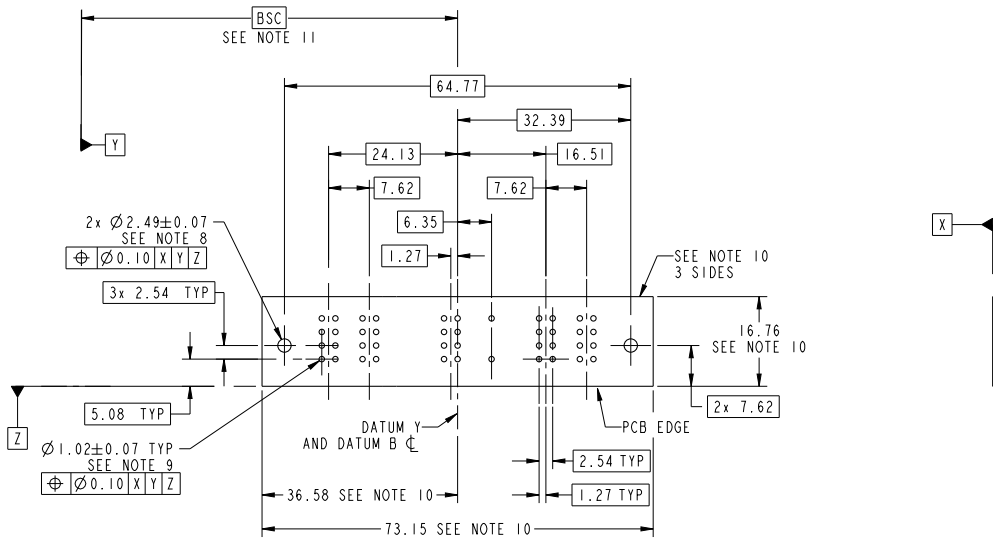 BSC
SEE NOTE 11
64.77
32.39
Y
24.13
16.51
7.62
7.62
X
6.35
2x Ø2.49±0.07
SEE NOTE 8
⌖ Ø0.10 X Y Z
1.27
SEE NOTE 10
3 SIDES
3x 2.54 TYP
16.76
SEE NOTE 10
5.08 TYP
2x 7.62
Z
DATUM Y
AND DATUM B ℄
PCB EDGE
Ø1.02±0.07 TYP
SEE NOTE 9
⌖ Ø0.10 X Y Z
2.54 TYP
36.58 SEE NOTE 10
1.27 TYP
73.15 SEE NOTE 10